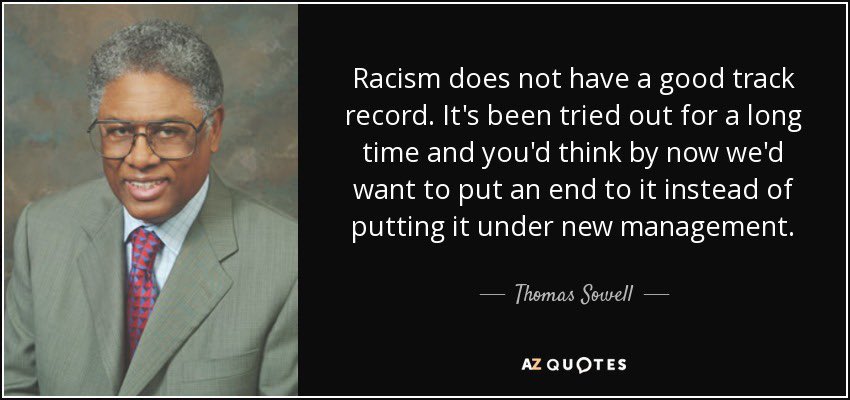 Racism does not have a good track
record. It's been tried out for a long
time and you'd think by now we'd
want to put an end to it instead of
putting it under new management.
Thomas Sowell
AZ QUOTES